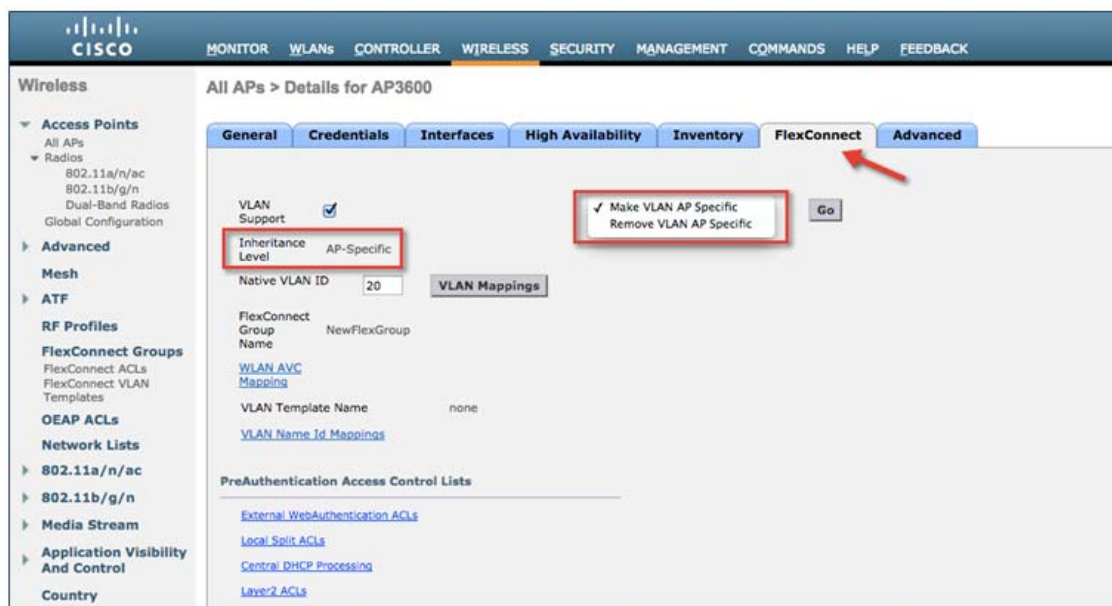 CISCO
MONITOR WLANs CONTROLLER WIRELESS SECURITY MANAGEMENT COMMANDS HELP FEEDBACK
Wireless
Access Points
All APs
Radios
802.11a/n/ac
802.11b/g/n
Dual-Band Radios
Global Configuration
Advanced
Mesh
ATF
RF Profiles
FlexConnect Groups
FlexConnect ACLs
FlexConnect VLAN
Templates
OEAP ACLs
Network Lists
802.11a/n/ac
802.11b/g/n
Media Stream
Application Visibility
And Control
Country
All APs > Details for AP3600
General Credentials Interfaces High Availability Inventory FlexConnect Advanced
VLAN
Support
✓ Make VLAN AP Specific
Remove VLAN AP Specific
Go
Inheritance
Level
AP-Specific
Native VLAN ID 20 VLAN Mappings
FlexConnect
Group
Name
NewFlexGroup
WLAN AVC
Mapping
VLAN Template Name none
VLAN Name Id Mappings
PreAuthentication Access Control Lists
External WebAuthentication ACLs
Local Split ACLs
Central DHCP Processing
Layer2 ACLs